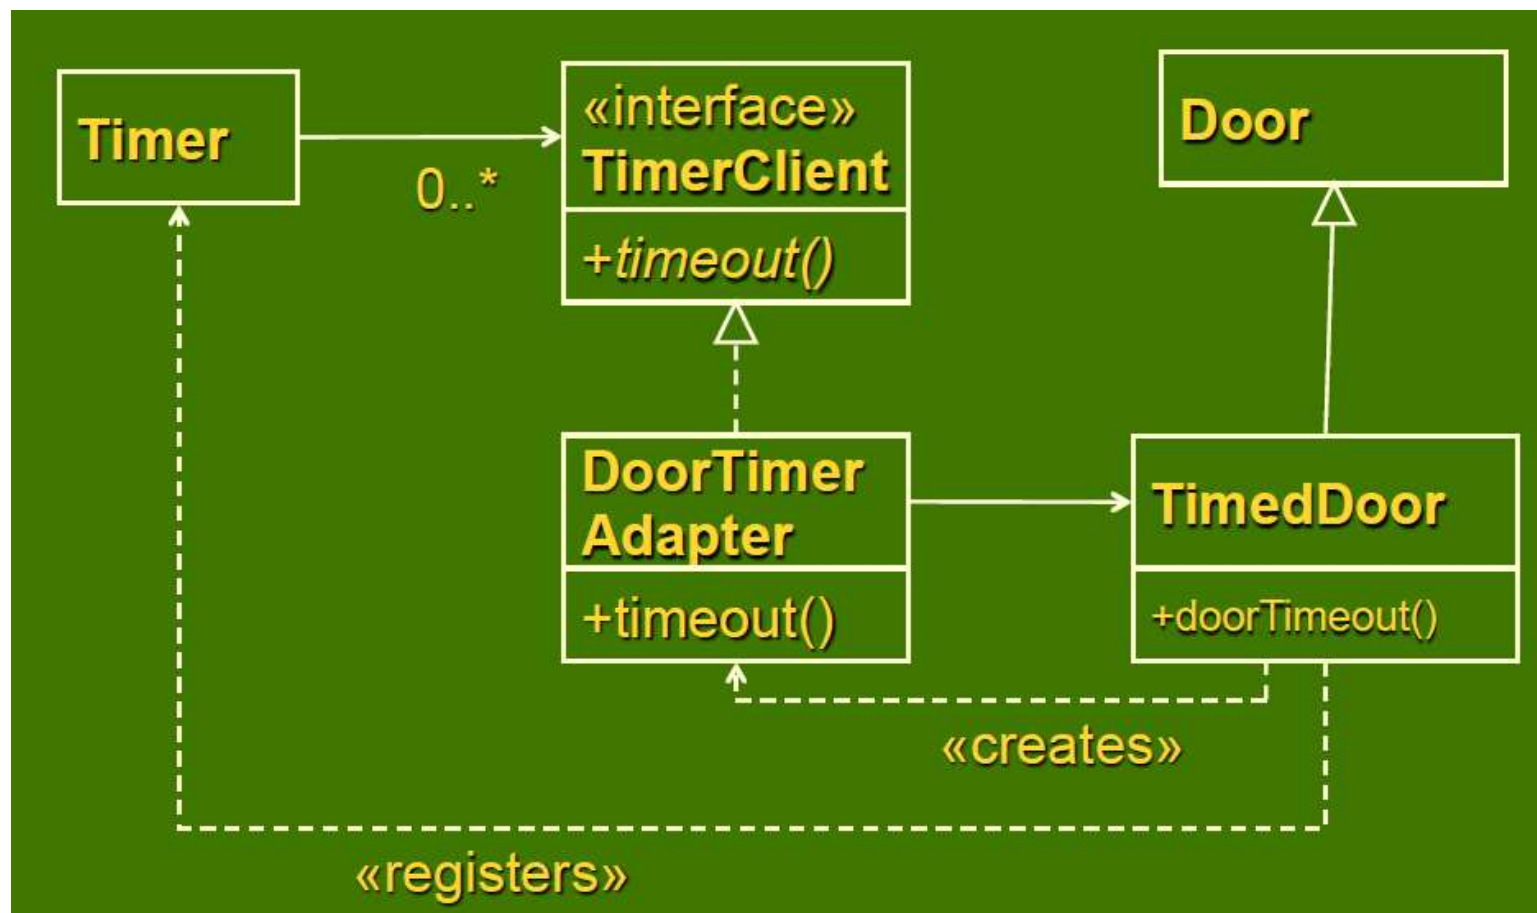 Timer
0..*
«interface»
TimerClient
+timeout()
Door
DoorTimer
Adapter
+timeout()
TimedDoor
+doorTimeout()
«creates»
«registers»